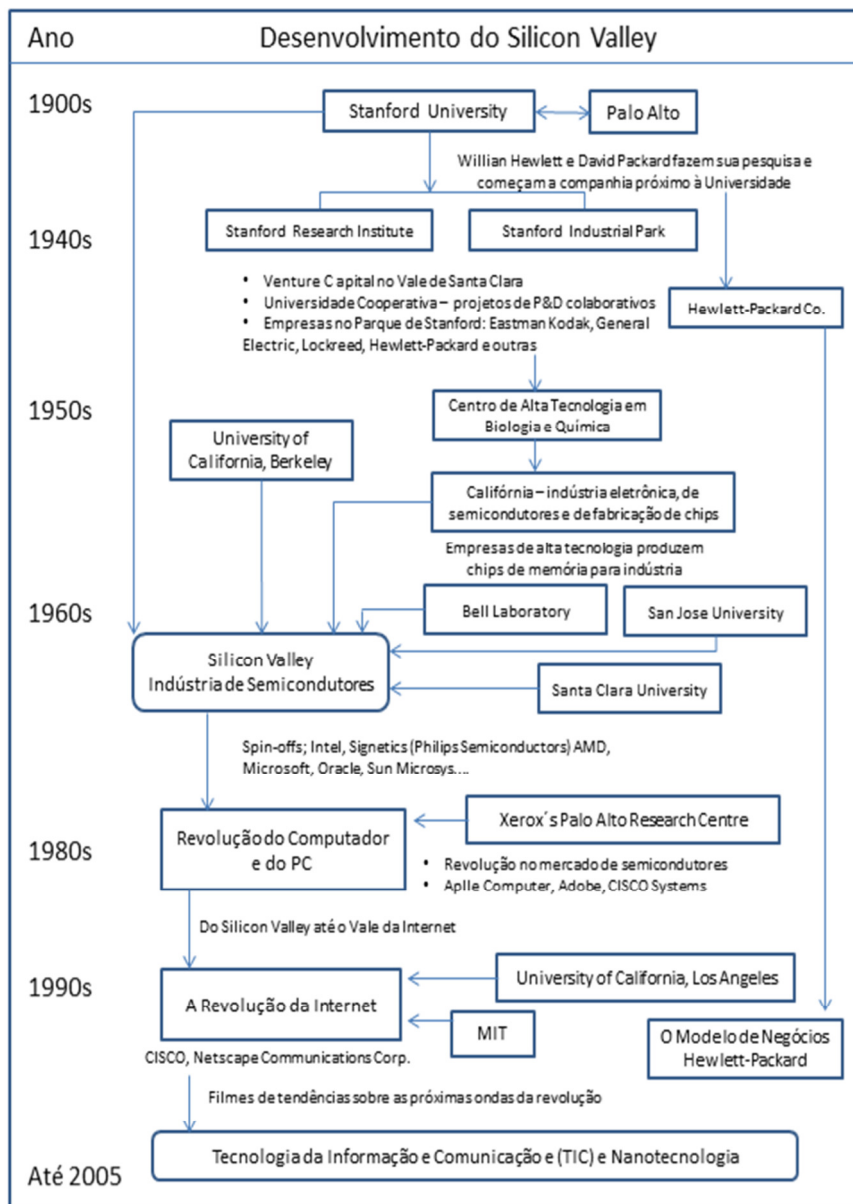 Ano
Desenvolvimento do Silicon Valley
1900s
Stanford University
Palo Alto
Willian Hewlett e David Packard fazem sua pesquisa e
começam a companhia próximo à Universidade
1940s
Stanford Research Institute
Stanford Industrial Park
• Venture Capital no Vale de Santa Clara
• Universidade Cooperativa – projetos de P&D colaborativos
• Empresas no Parque de Stanford: Eastman Kodak, General
Electric, Lockreed, Hewlett-Packard e outras
Hewlett-Packard Co.
1950s
Centro de Alta Tecnologia em
Biologia e Química
University of
California, Berkeley
Califórnia – indústria eletrônica, de
semicondutores e de fabricação de chips
Empresas de alta tecnologia produzem
chips de memória para indústria
1960s
Bell Laboratory
San Jose University
Silicon Valley
Indústria de Semicondutores
Santa Clara University
Spin-offs; Intel, Signetics (Philips Semiconductors) AMD,
Microsoft, Oracle, Sun Microsys....
Xerox´s Palo Alto Research Centre
1980s
Revolução do Computador
e do PC
• Revolução no mercado de semicondutores
• Aplle Computer, Adobe, CISCO Systems
Do Silicon Valley até o Vale da Internet
1990s
University of California, Los Angeles
A Revolução da Internet
MIT
O Modelo de Negócios
Hewlett-Packard
CISCO, Netscape Communications Corp.
Filmes de tendências sobre as próximas ondas da revolução
Tecnologia da Informação e Comunicação e (TIC) e Nanotecnologia
Até 2005